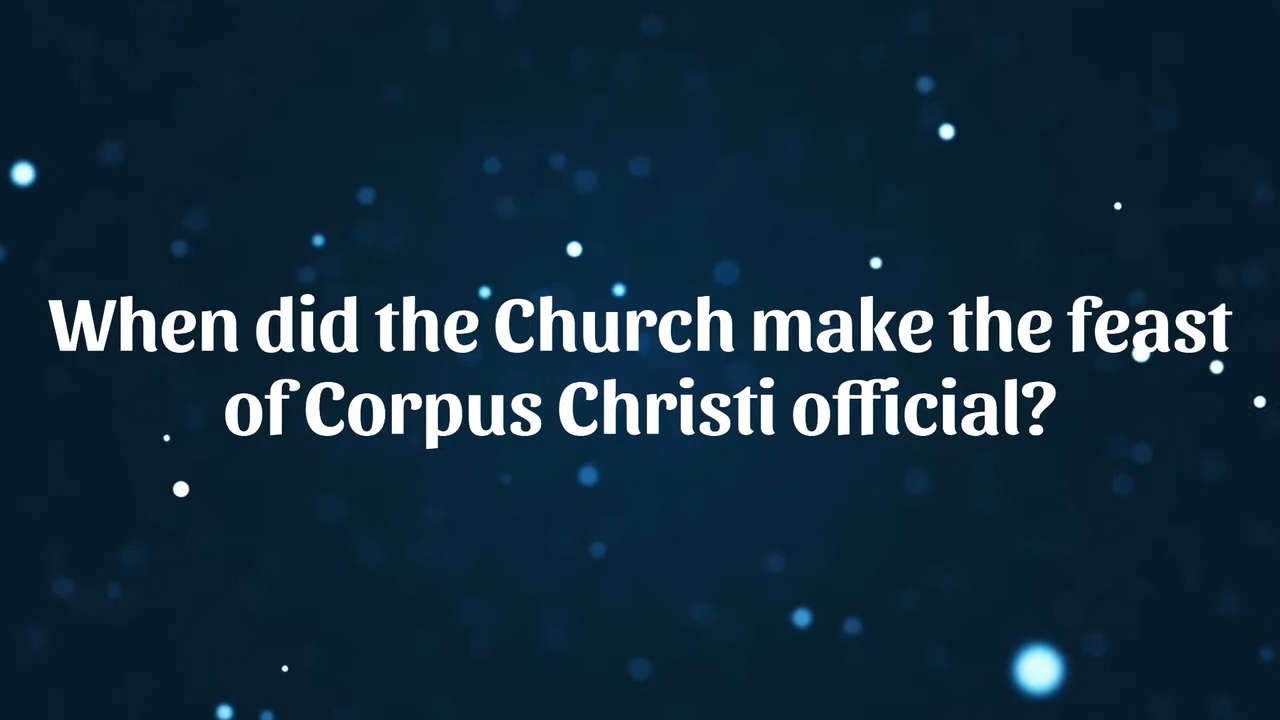 When did the Church make the feast
of Corpus Christi official?